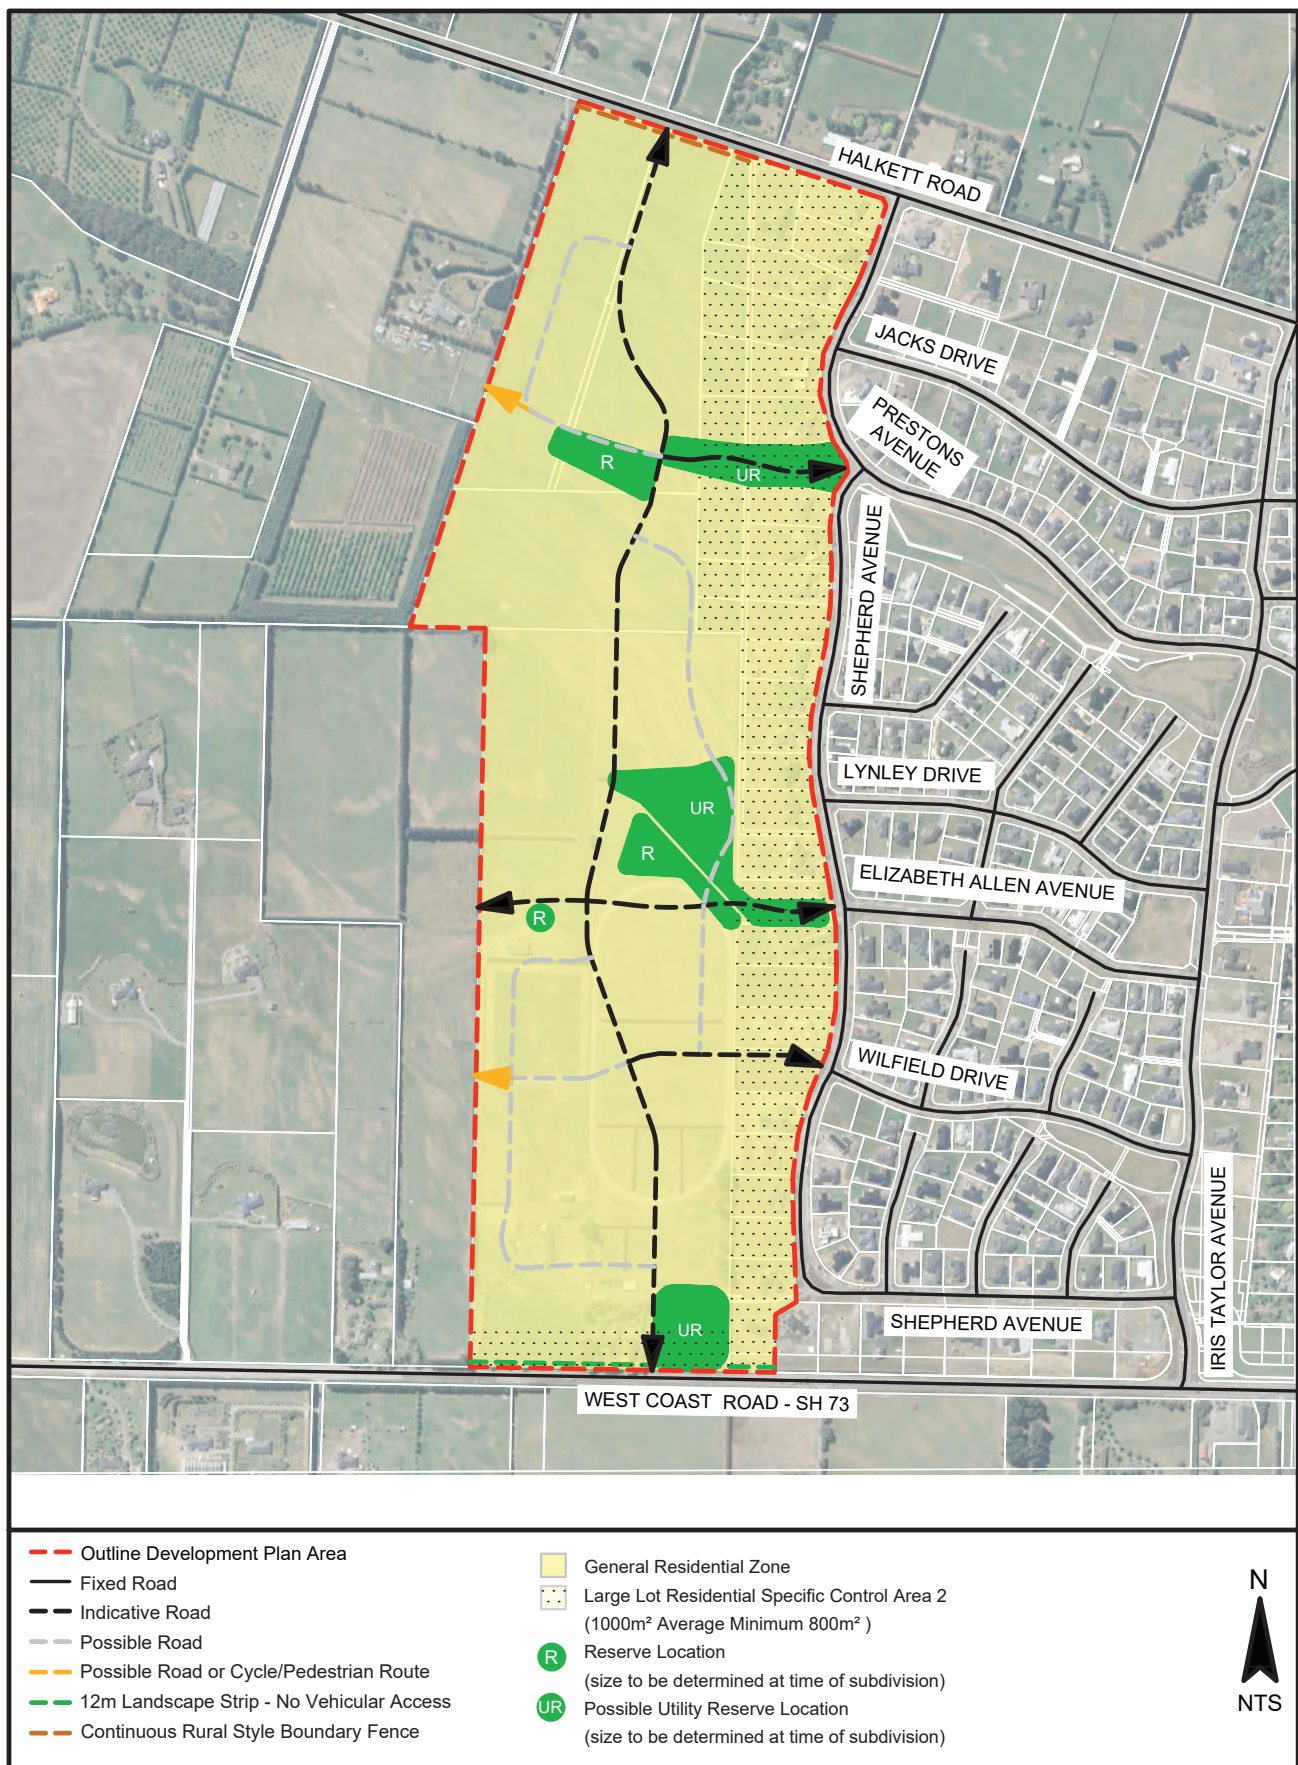 HALKETT ROAD
JACKS DRIVE
PRESTONS
AVENUE
R
UR
SHEPHERD AVENUE
LYNLEY DRIVE
UR
R
ELIZABETH ALLEN AVENUE
R
WILFIELD DRIVE
IRIS TAYLOR AVENUE
SHEPHERD AVENUE
UR
WEST COAST ROAD - SH 73
Outline Development Plan Area
Fixed Road
Indicative Road
Possible Road
Possible Road or Cycle/Pedestrian Route
12m Landscape Strip - No Vehicular Access
Continuous Rural Style Boundary Fence
General Residential Zone
Large Lot Residential Specific Control Area 2
(1000m² Average Minimum 800m² )
R
Reserve Location
(size to be determined at time of subdivision)
UR
Possible Utility Reserve Location
(size to be determined at time of subdivision)
N
NTS